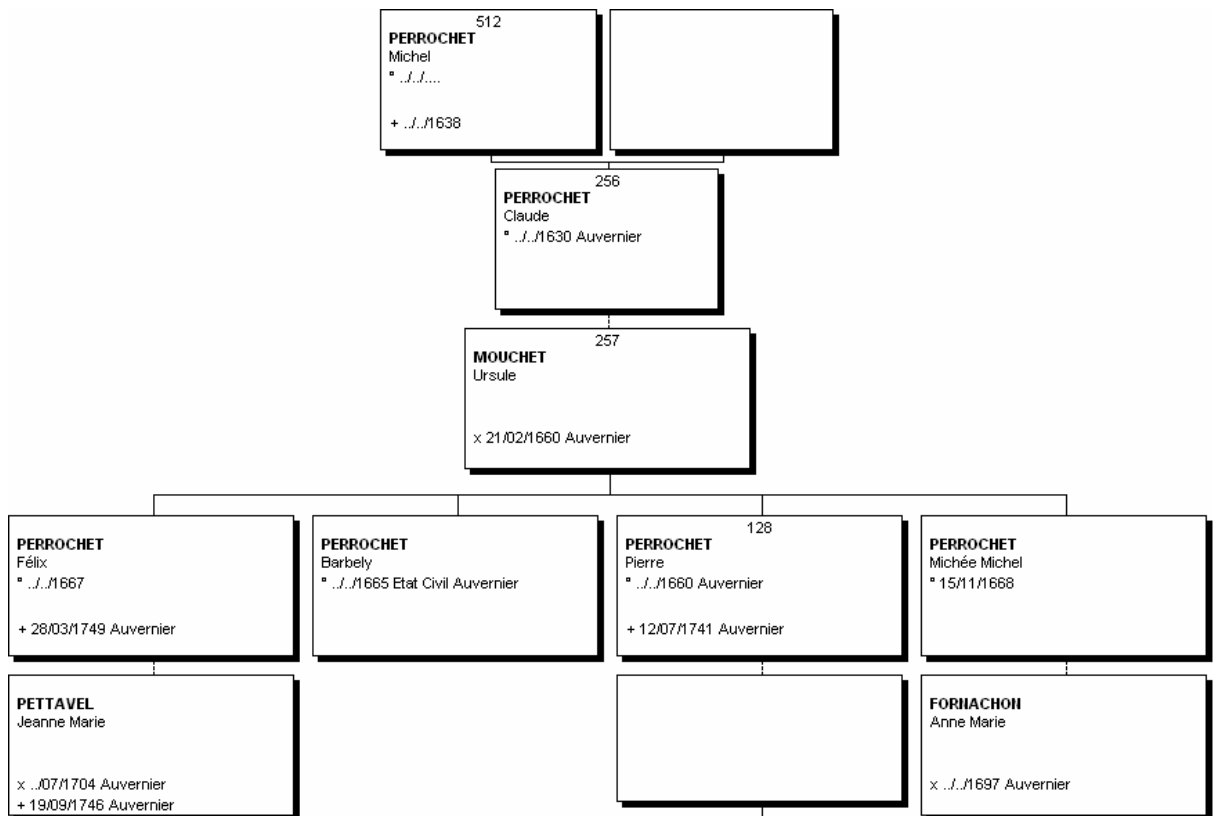 512
PERROCHET
Michel
° ../../....
+ ../../1638
256
PERROCHET
Claude
° ../../1630 Auvernier
257
MOUCHET
Ursule
x 21/02/1660 Auvernier
PERROCHET
Félix
° ../../1667
+ 28/03/1749 Auvernier
PERROCHET
Barbely
° ../../1665 Etat Civil Auvernier
128
PERROCHET
Pierre
° ../../1660 Auvernier
+ 12/07/1741 Auvernier
PERROCHET
Michée Michel
° 15/11/1668
PETTAVEL
Jeanne Marie
x ../07/1704 Auvernier
+ 19/09/1746 Auvernier
FORNACHON
Anne Marie
x ../../1697 Auvernier